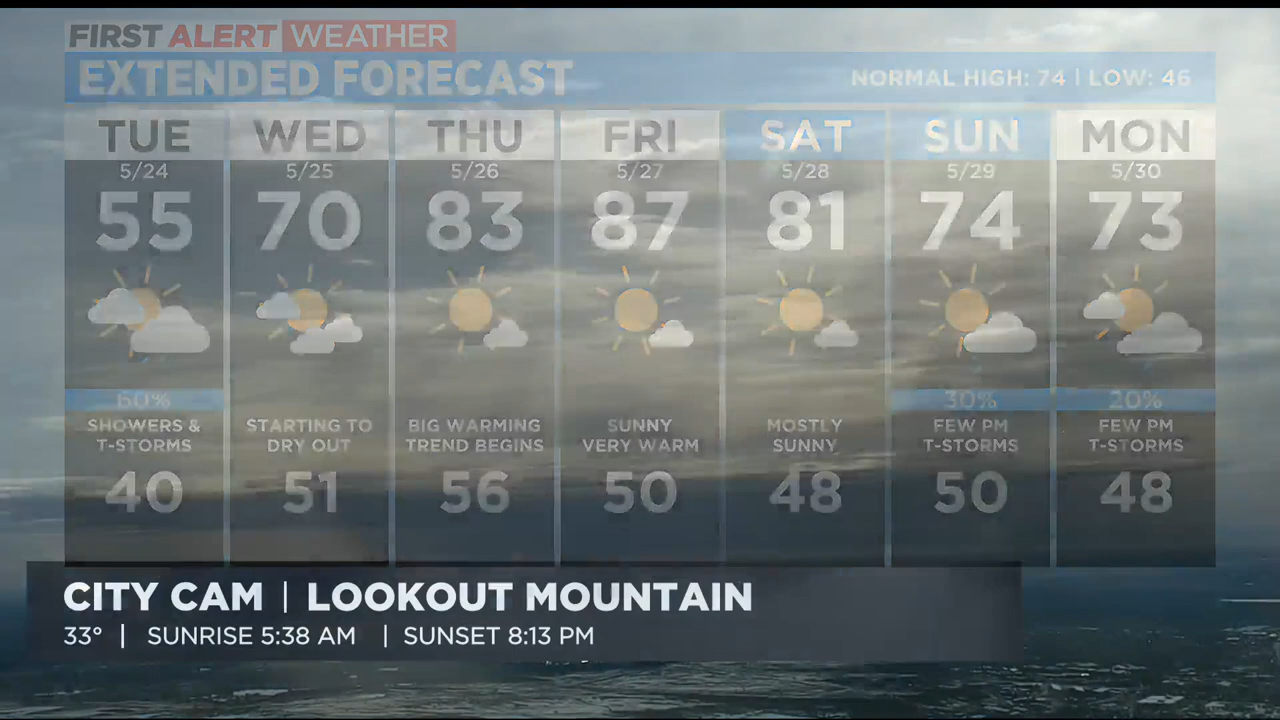 FIRST ALERT WEATHER
EXTENDED FORECAST
NORMAL HIGH: 74 | LOW: 46
TUE WED THU FRI SAT SUN MON
5/24 5/25 5/26 5/27 5/28 5/29 5/30
55 70 83 87 81 74 73
60% 30% 20%
SHOWERS & STARTING TO BIG WARMING SUNNY MOSTLY FEW PM FEW PM
T-STORMS DRY OUT TREND BEGINS VERY WARM SUNNY T-STORMS T-STORMS
40 51 56 50 48 50 48
CITY CAM | LOOKOUT MOUNTAIN
33° | SUNRISE 5:38 AM | SUNSET 8:13 PM